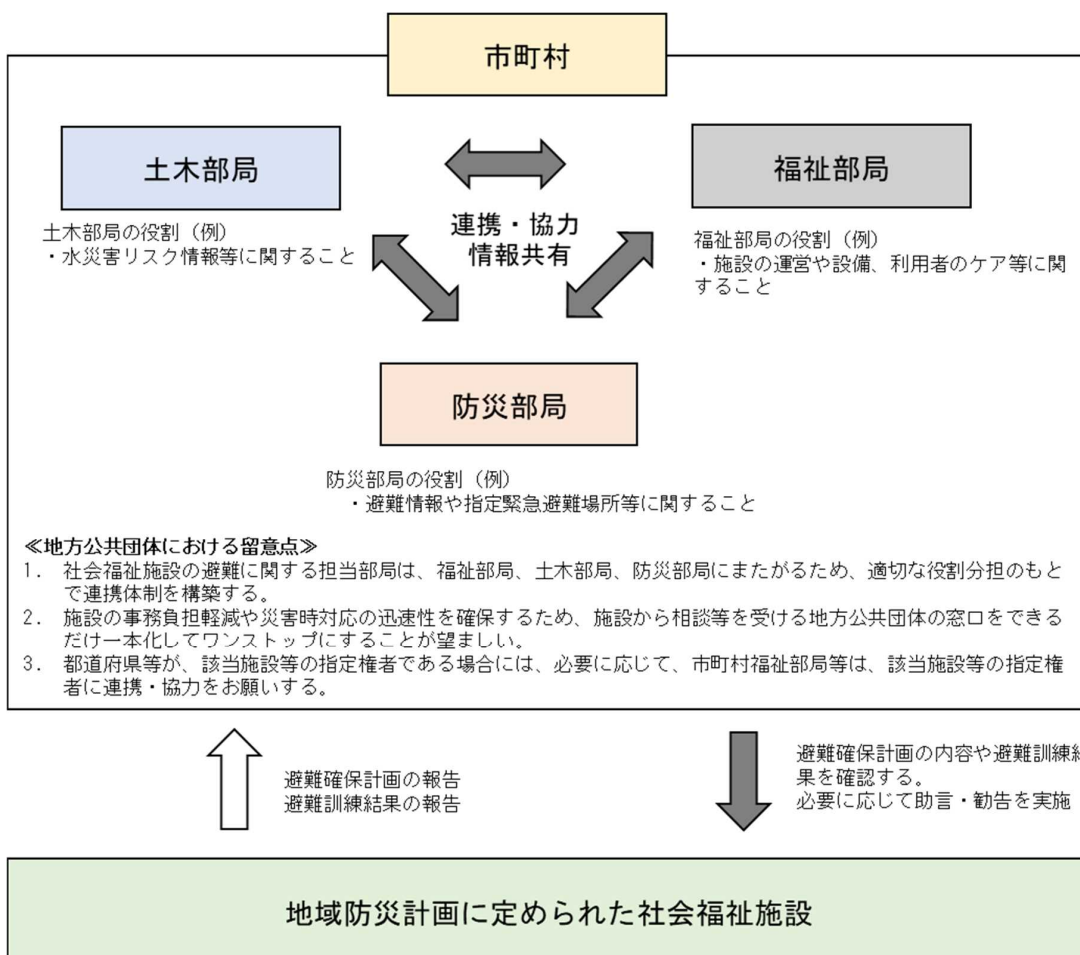 市町村
土木部局
福祉部局
連携・協力
情報共有
土木部局の役割（例）
・水災害リスク情報等に関すること
福祉部局の役割（例）
・施設の運営や設備、利用者のケア等に関
すること
防災部局
防災部局の役割（例）
・避難情報や指定緊急避難場所等に関すること
≪地方公共団体における留意点≫
1. 社会福祉施設の避難に関する担当部局は、福祉部局、土木部局、防災部局にまたがるため、適切な役割分担のもと
で連携体制を構築する。
2. 施設の事務負担軽減や災害時対応の迅速性を確保するため、施設から相談等を受ける地方公共団体の窓口をできる
だけ一本化してワンストップにすることが望ましい。
3. 都道府県等が、該当施設等の指定権者である場合には、必要に応じて、市町村福祉部局等は、該当施設等の指定権
者に連携・協力をお願いする。
避難確保計画の報告
避難訓練結果の報告
避難確保計画の内容や避難訓練結
果を確認する。
必要に応じて助言・勧告を実施
地域防災計画に定められた社会福祉施設